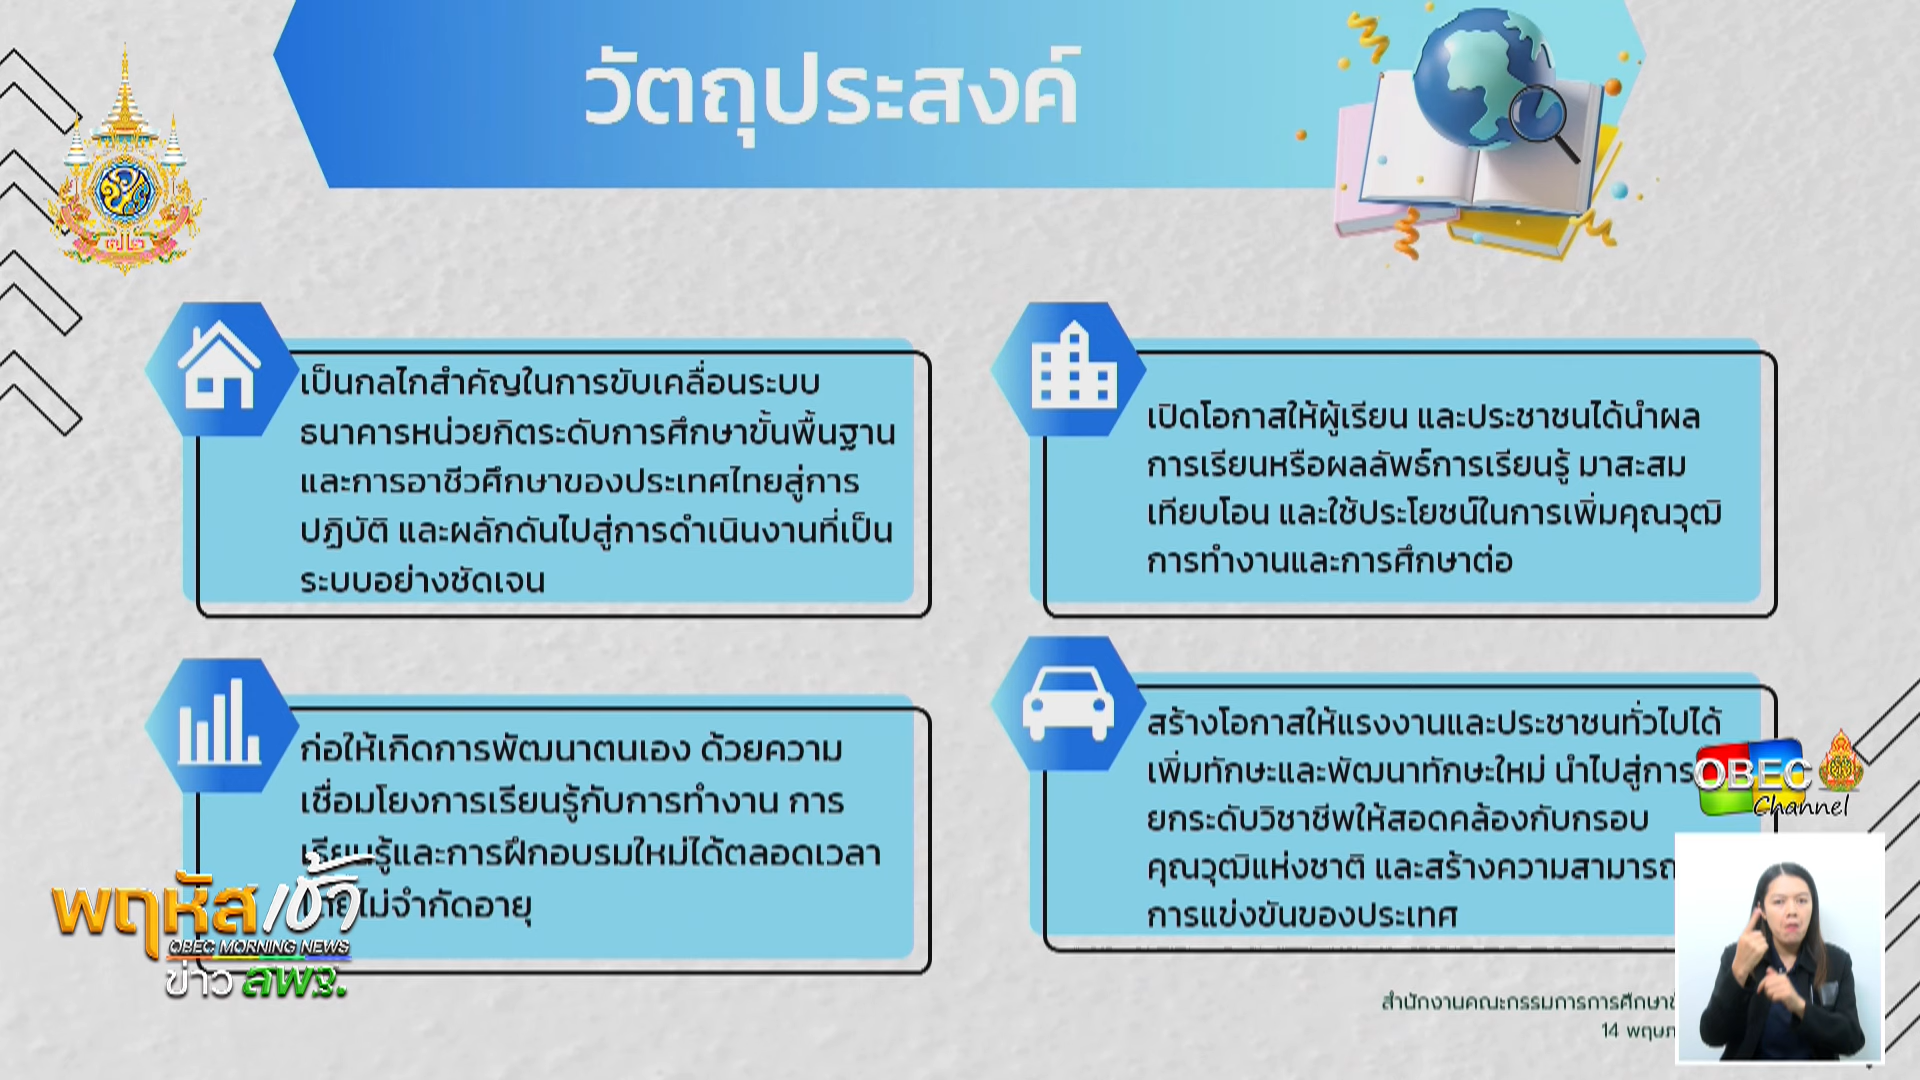 วัตถุประสงค์
๗๒
เป็นกลไกสำคัญในการขับเคลื่อนระบบ
ธนาคารหน่วยกิตระดับการศึกษาขั้นพื้นฐาน
และการอาชีวศึกษาของประเทศไทยสู่การ
ปฏิบัติ และผลักดันไปสู่การดำเนินงานที่เป็น
ระบบอย่างชัดเจน
เปิดโอกาสให้ผู้เรียน และประชาชนได้นำผล
การเรียนหรือผลลัพธ์การเรียนรู้ มาสะสม
เทียบโอน และใช้ประโยชน์ในการเพิ่มคุณวุฒิ
การทำงานและการศึกษาต่อ
ก่อให้เกิดการพัฒนาตนเอง ด้วยความ
เชื่อมโยงการเรียนรู้กับการทำงาน การ
เรียนรู้และการฝึกอบรมใหม่ได้ตลอดเวลา
ไม่จำกัดอายุ
สร้างโอกาสให้แรงงานและประชาชนทั่วไปได้
เพิ่มทักษะและพัฒนาทักษะใหม่ นำไปสู่การ
ยกระดับวิชาชีพให้สอดคล้องกับกรอบ
คุณวุฒิแห่งชาติ และสร้างความสามารถ
การแข่งขันของประเทศ
OBEC
Channel
พฤหัสเช้า
OBEC MORNING NEWS
ข่าว สพฐ.
สำนักงานคณะกรรมการการศึกษา
14